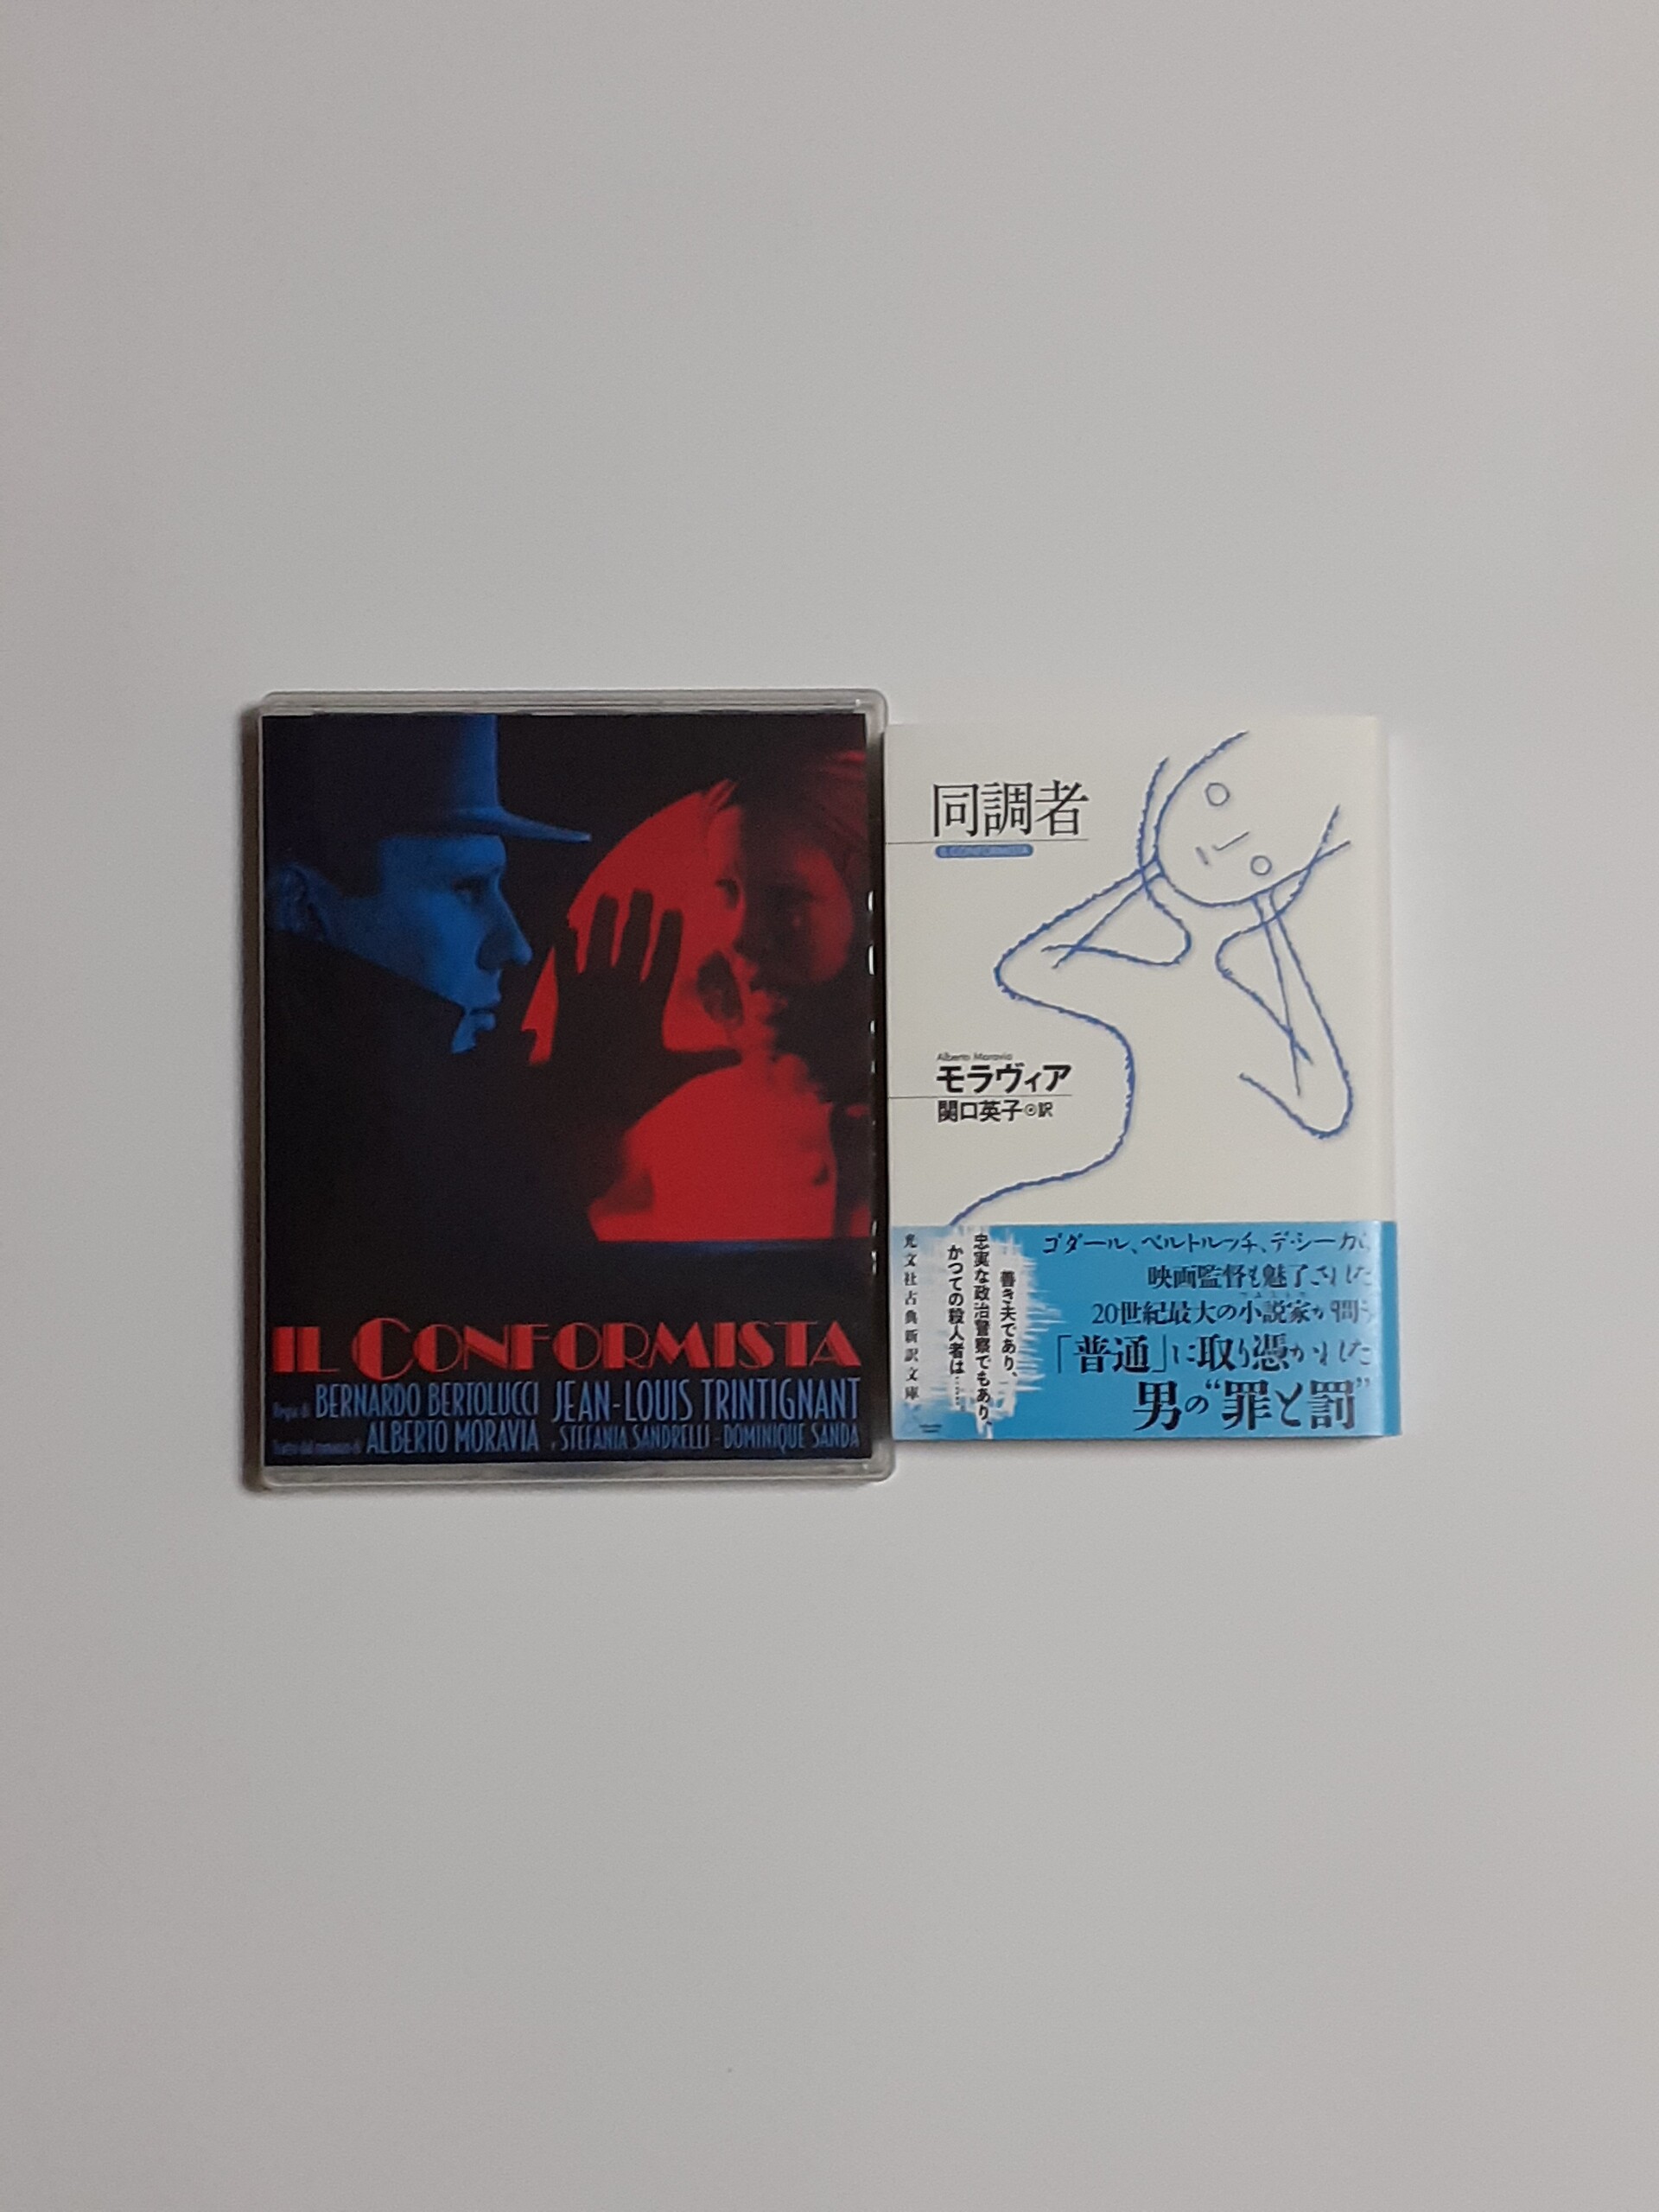 IL CONFORMISTA
Regia di BERNARDO BERTOLUCCI JEAN-LOUIS TRINTIGNANT
Tratto dal romanzo di ALBERTO MORAVIA e STEFANIA SANDRELLI - DOMINIQUE SANDA
同調者
IL CONFORMISTA
Alberto Moravia
モラヴィア
関口英子⊙訳
ゴダール、ベルトルッチ、デ・シーカら
映画監督も魅了された
20世紀最大の小説家が問う
「普通」に取り憑かれた
男の“罪と罰”
善き夫であり、
忠実な政治警察でもあり、
かつての殺人者は……
光文社古典新訳文庫